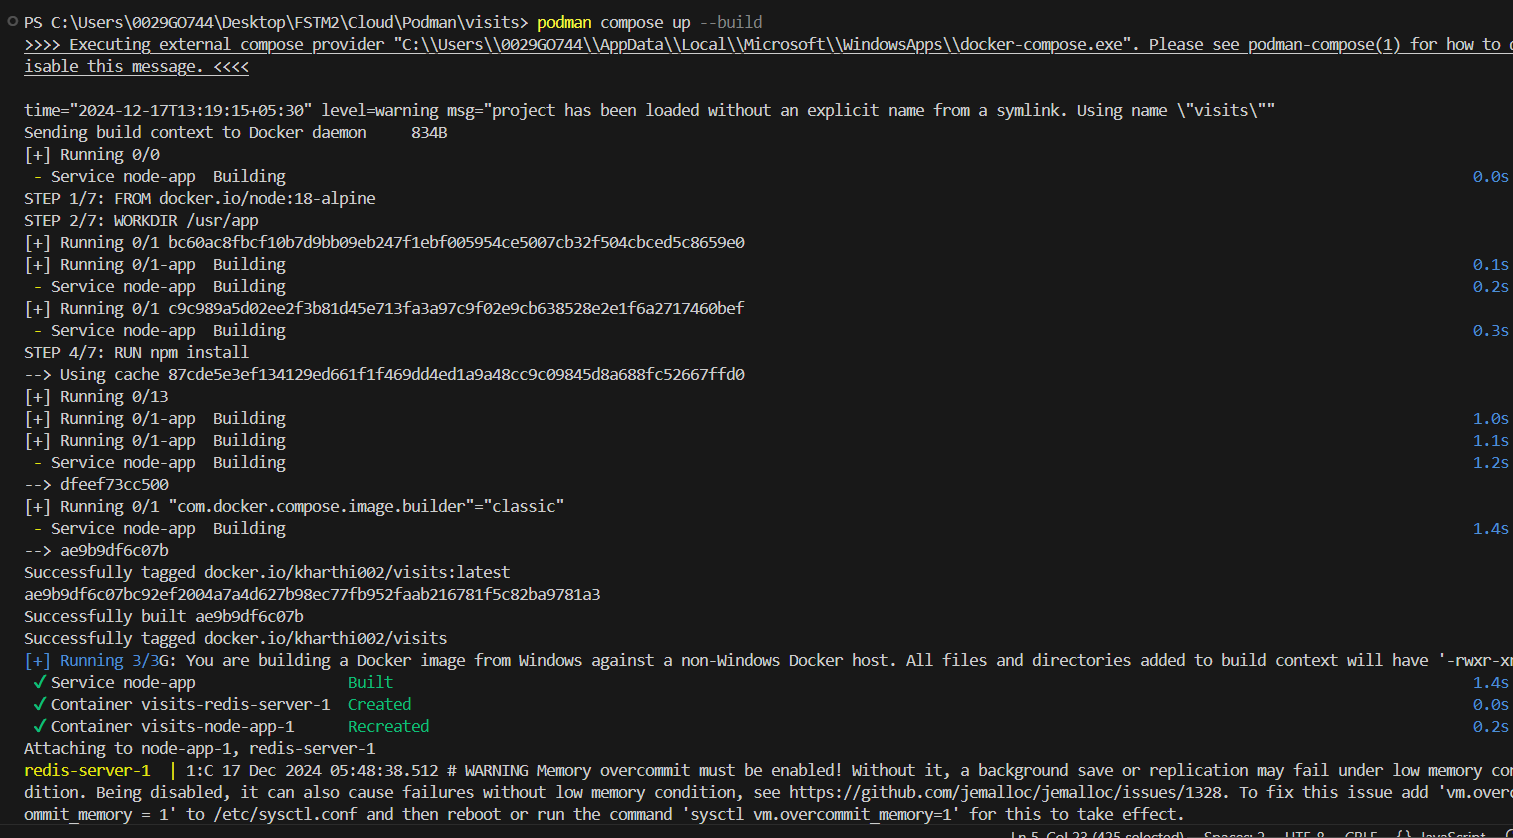 PS C:\Users\0029GO744\Desktop\FSTM2\Cloud\Podman\visits> podman compose up --build
>>>> Executing external compose provider "C:\\Users\\0029GO744\\AppData\\Local\\Microsoft\\WindowsApps\\docker-compose.exe". Please see podman-compose(1) for how to d
isable this message. <<<<
time="2024-12-17T13:19:15+05:30" level=warning msg="project has been loaded without an explicit name from a symlink. Using name \"visits\""
Sending build context to Docker daemon     834B
[+] Running 0/0
 - Service node-app  Building 0.0s
STEP 1/7: FROM docker.io/node:18-alpine
STEP 2/7: WORKDIR /usr/app
[+] Running 0/1 bc60ac8fbcf10b7d9bb09eb247f1ebf005954ce5007cb32f504cbced5c8659e0
[+] Running 0/1-app  Building 0.1s
 - Service node-app  Building 0.2s
[+] Running 0/1 c9c989a5d02ee2f3b81d45e713fa3a97c9f02e9cb638528e2e1f6a2717460bef
 - Service node-app  Building 0.3s
STEP 4/7: RUN npm install
--> Using cache 87cde5e3ef134129ed661f1f469dd4ed1a9a48cc9c09845d8a688fc52667ffd0
[+] Running 0/13
[+] Running 0/1-app  Building 1.0s
[+] Running 0/1-app  Building 1.1s
 - Service node-app  Building 1.2s
--> dfeef73cc500
[+] Running 0/1 "com.docker.compose.image.builder"="classic"
 - Service node-app  Building 1.4s
--> ae9b9df6c07b
Successfully tagged docker.io/kharthi002/visits:latest
ae9b9df6c07bc92ef2004a7a4d627b98ec77fb952faab216781f5c82ba9781a3
Successfully built ae9b9df6c07b
Successfully tagged docker.io/kharthi002/visits
[+] Running 3/3G: You are building a Docker image from Windows against a non-Windows Docker host. All files and directories added to build context will have '-rwxr-xr
 ✓ Service node-app Built 1.4s
 ✓ Container visits-redis-server-1 Created 0.0s
 ✓ Container visits-node-app-1 Recreated 0.2s
Attaching to node-app-1, redis-server-1
redis-server-1  | 1:C 17 Dec 2024 05:48:38.512 # WARNING Memory overcommit must be enabled! Without it, a background save or replication may fail under low memory con
dition. Being disabled, it can also cause failures without low memory condition, see https://github.com/jemalloc/jemalloc/issues/1328. To fix this issue add 'vm.overc
ommit_memory = 1' to /etc/sysctl.conf and then reboot or run the command 'sysctl vm.overcommit_memory=1' for this to take effect.
Ln 5, Col 23 (425 selected) Spaces: 2 UTF-8 CRLF {} JavaScript